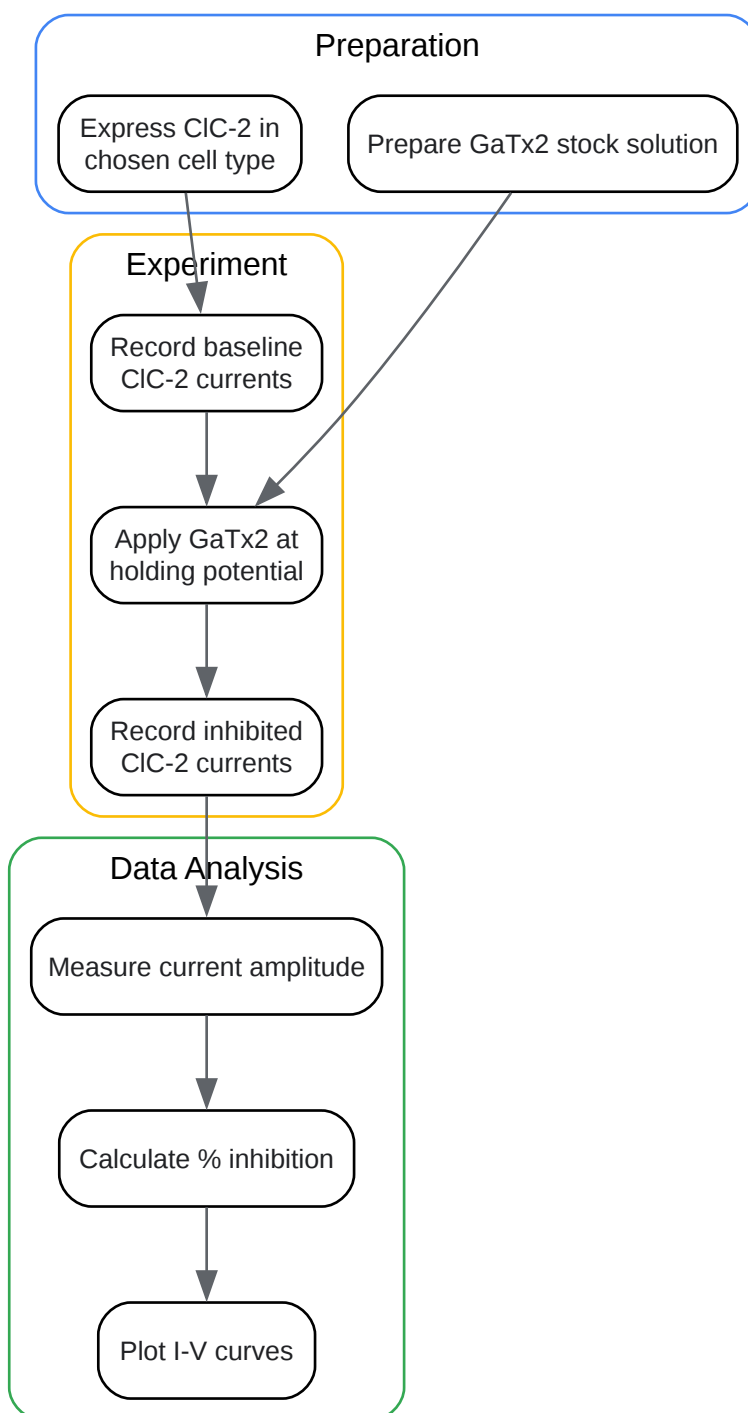 Preparation
Express ClC-2 in
chosen cell type
Prepare GaTx2 stock solution
Experiment
Record baseline
ClC-2 currents
Apply GaTx2 at
holding potential
Record inhibited
ClC-2 currents
Data Analysis
Measure current amplitude
Calculate % inhibition
Plot I-V curves